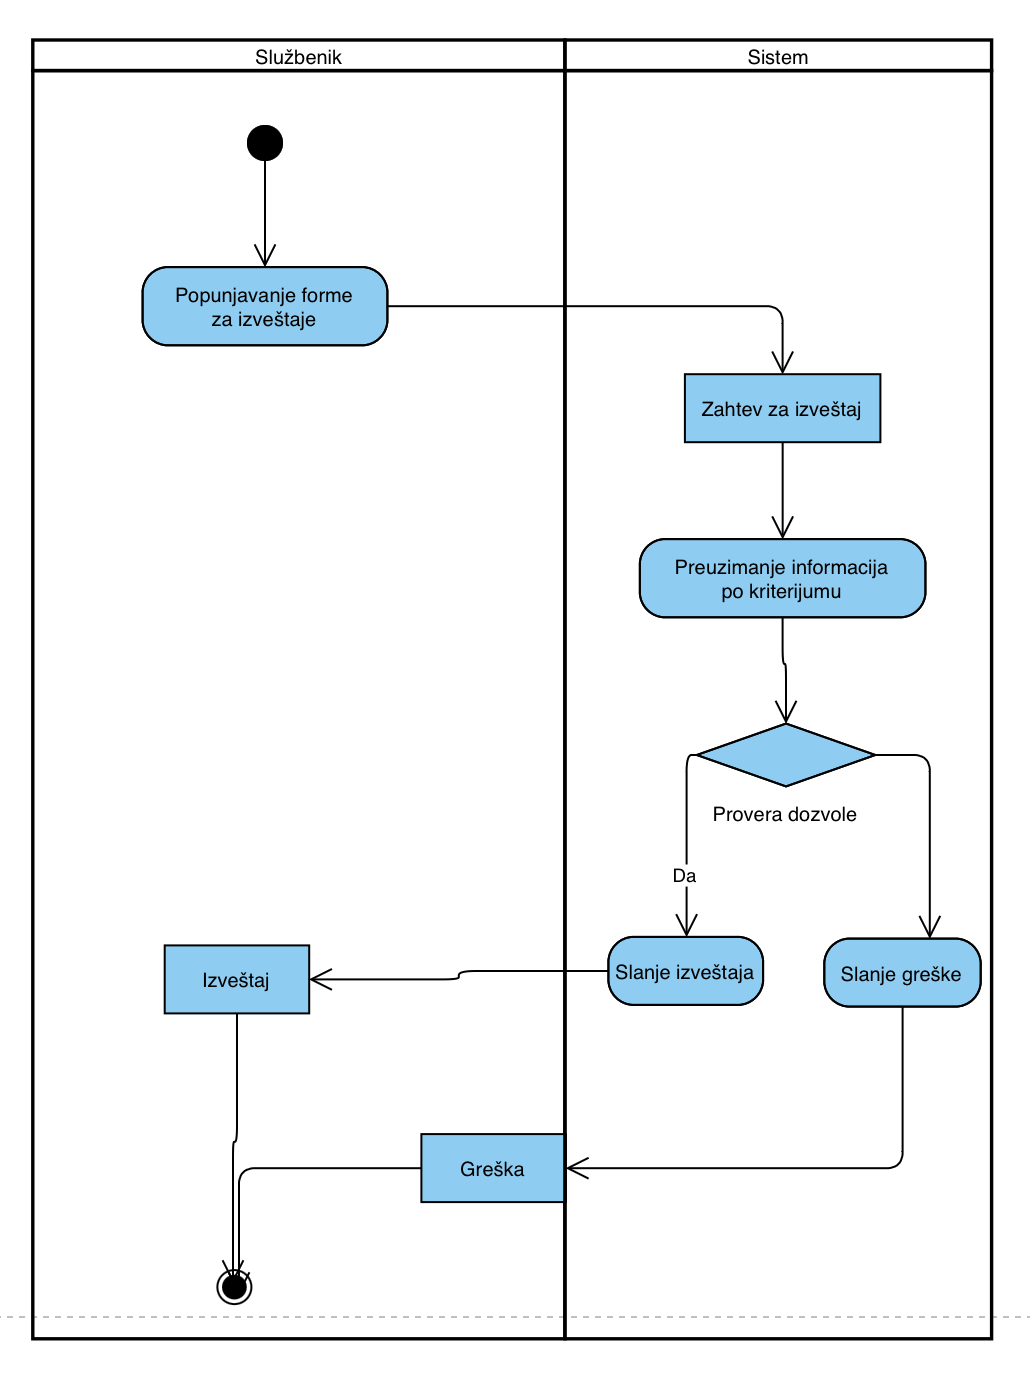 Službenik
Sistem
Popunjavanje forme
za izveštaje
Zahtev za izveštaj
Preuzimanje informacija
po kriterijumu
Provera dozvole
Da
Slanje izveštaja
Slanje greške
Izveštaj
Greška